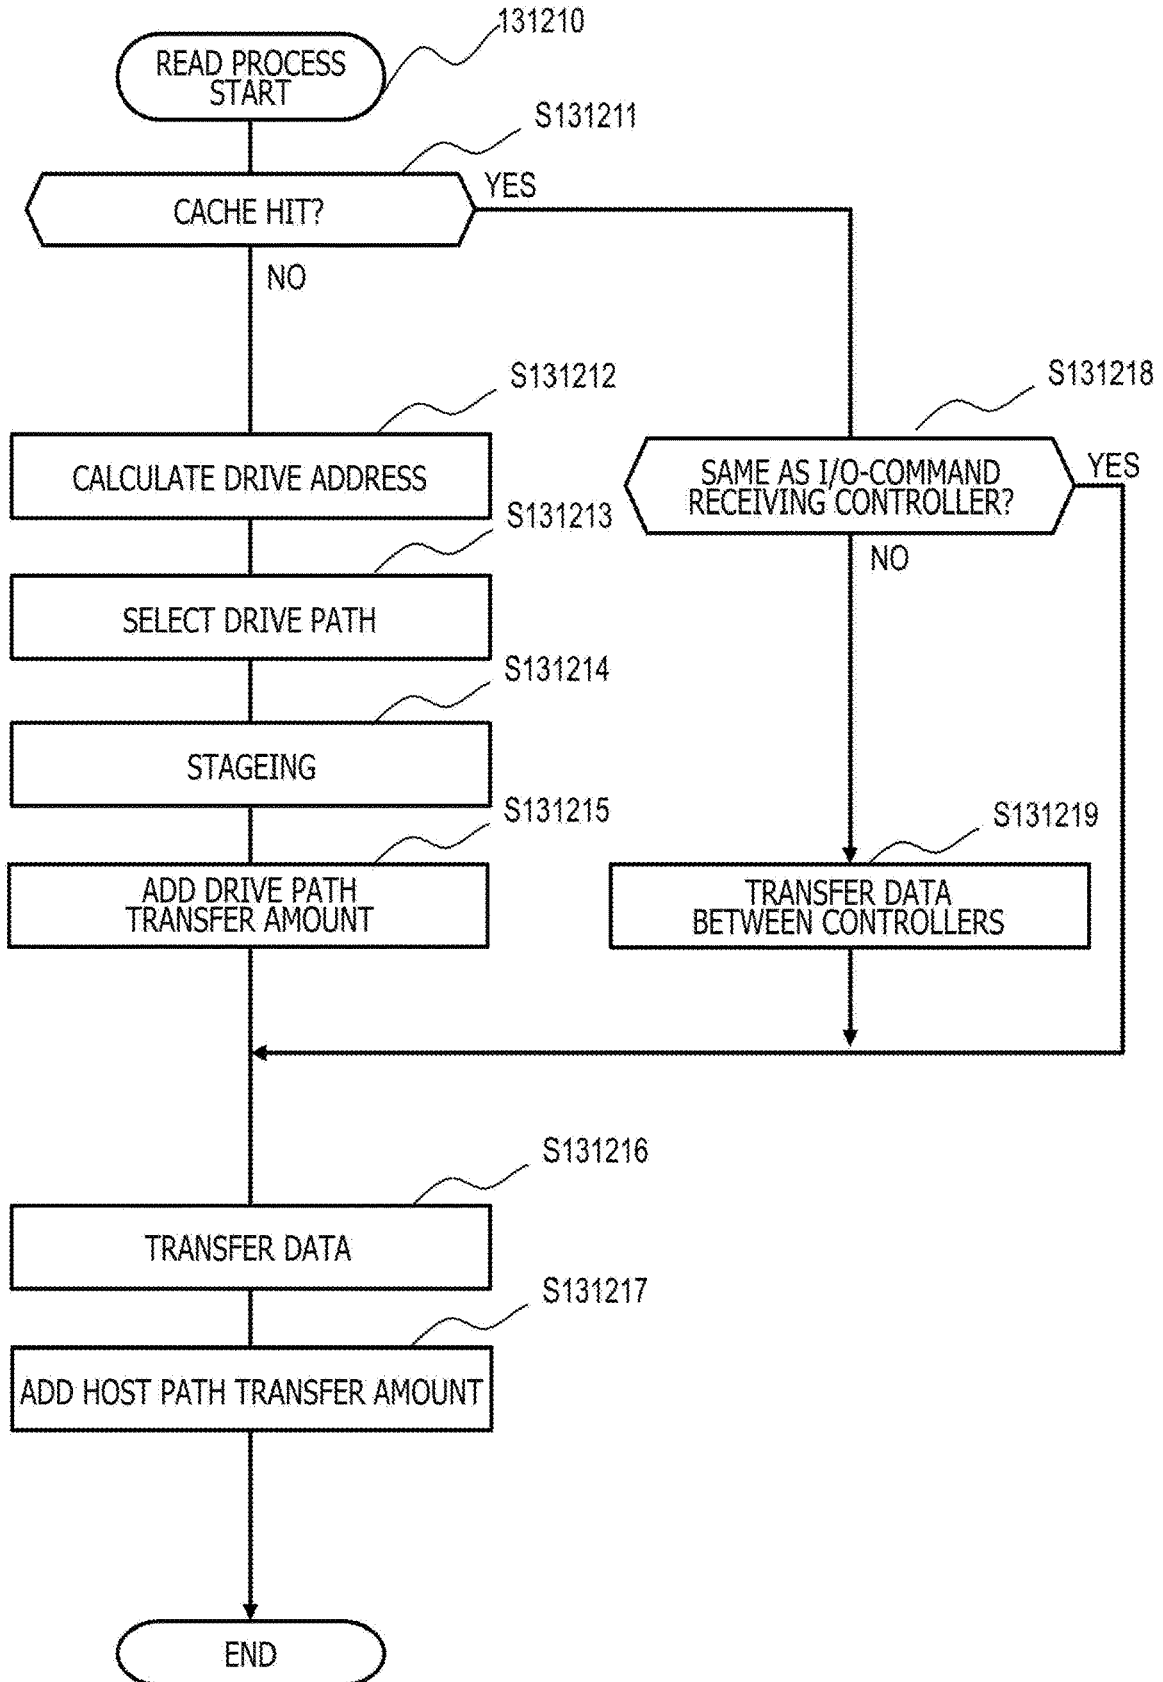 131210
READ PROCESS
START
S131211
CACHE HIT?
YES
NO
S131212
CALCULATE DRIVE ADDRESS
S131218
SAME AS I/O-COMMAND
RECEIVING CONTROLLER?
YES
NO
S131213
SELECT DRIVE PATH
S131214
STAGEING
S131215
ADD DRIVE PATH
TRANSFER AMOUNT
S131219
TRANSFER DATA
BETWEEN CONTROLLERS
S131216
TRANSFER DATA
S131217
ADD HOST PATH TRANSFER AMOUNT
END